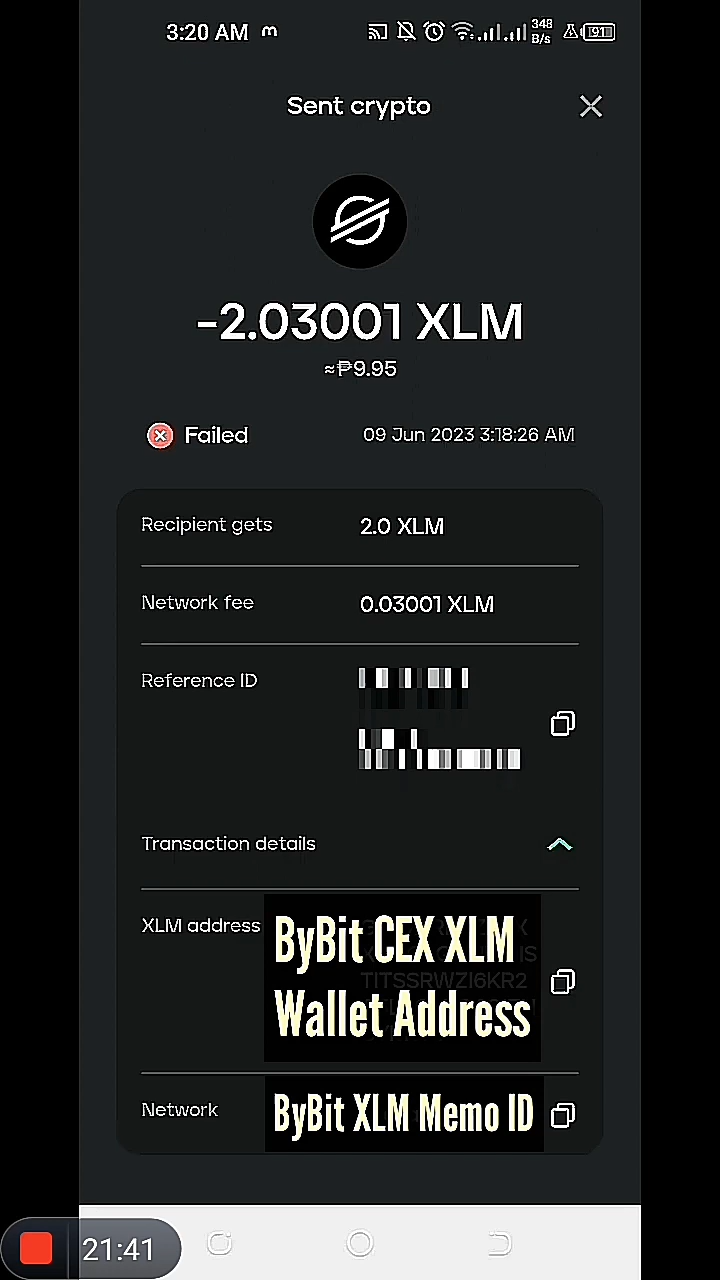 3:20 AM m 348 B/s 91
Sent crypto
-2.03001 XLM
≈₱9.95
Failed 09 Jun 2023 3:18:26 AM
Recipient gets 2.0 XLM
Network fee 0.03001 XLM
Reference ID
Transaction details
XLM address ByBit CEX XLM
TITSSRWZI6KR2
Wallet Address
Network ByBit XLM Memo ID
21:41